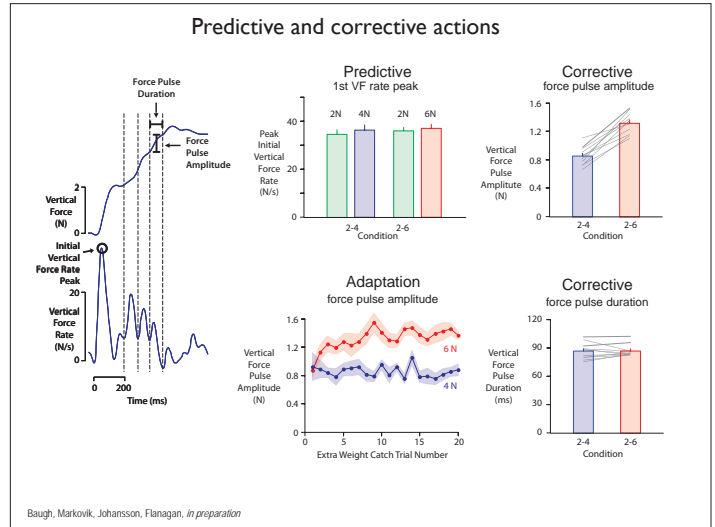 Predictive and corrective actions
Force Pulse
Duration
Force
Pulse
Amplitude
2
Vertical
Force
(N)
0
Initial
Vertical
Force Rate
Peak
20
Vertical
Force
Rate
(N/s)
0
0 200
Time (ms)
Predictive
1st VF rate peak
2N 4N 2N 6N
40
20
0
Peak
Initial
Vertical
Force
Rate
(N/s)
2-4 2-6
Condition
Corrective
force pulse amplitude
1.6
1.2
0.8
0.4
0
Vertical
Force
Pulse
Amplitute
(N)
2-4 2-6
Condition
Adaptation
force pulse amplitude
1.6
1.2
0.8
0.4
0
Vertical
Force
Pulse
Amplitude
(N)
6 N
4 N
0 5 10 15 20
Extra Weight Catch Trial Number
Corrective
force pulse duration
120
90
60
30
0
Vertical
Force
Pulse
Duration
(ms)
2-4 2-6
Condition
Baugh, Markovik, Johansson, Flanagan, in preparation